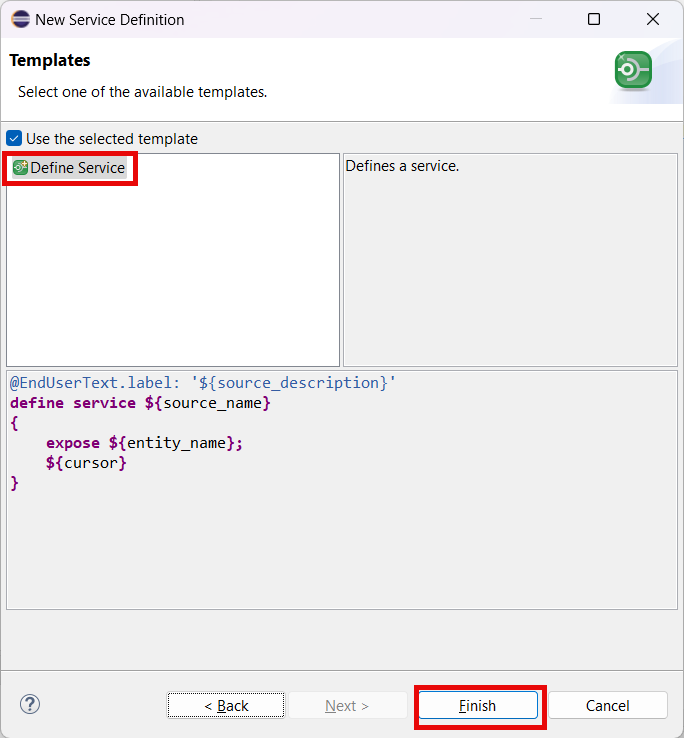 New Service Definition
Templates
Select one of the available templates.
Use the selected template
Define Service
Defines a service.
@EndUserText.label: '${source_description}'
define service ${source_name}
{
    expose ${entity_name};
    ${cursor}
}
?
< Back
Next >
Finish
Cancel